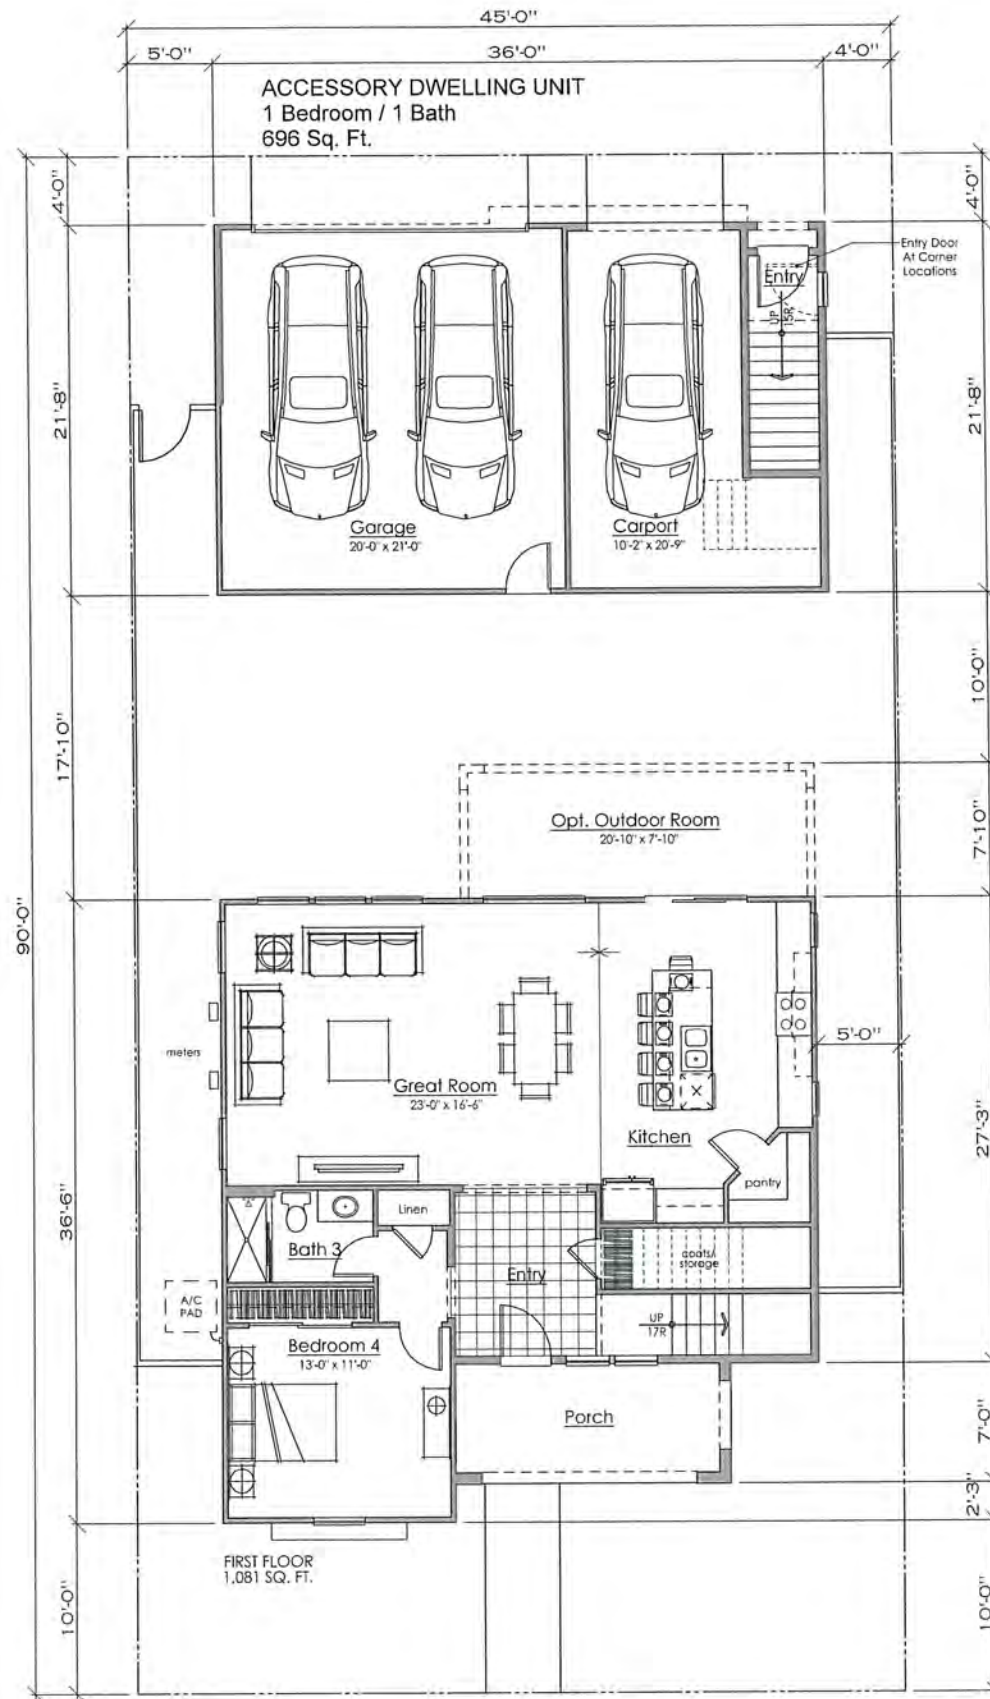 45'-0"
5'-0"
36'-0"
4'-0"
ACCESSORY DWELLING UNIT
1 Bedroom / 1 Bath
696 Sq. Ft.
4'-0"
4'-0"
Entry Door
At Corner
Locations
Entry
UP
15R
21'-8"
21'-8"
Garage
20'-0" x 21'-0"
Carport
10'-2" x 20'-9"
17'-10"
10'-0"
Opt. Outdoor Room
20'-10" x 7'-10"
7'-10"
90'-0"
meters
5'-0"
Great Room
23'-0" x 16'-6"
Kitchen
27'-3"
pantry
36'-6"
Linen
Bath 3
coats/
storage
Entry
A/C
PAD
UP
17R
Bedroom 4
13'-0" x 11'-0"
Porch
7'-0"
2'-3"
FIRST FLOOR
1,081 SQ. FT.
10'-0"
10'-0"